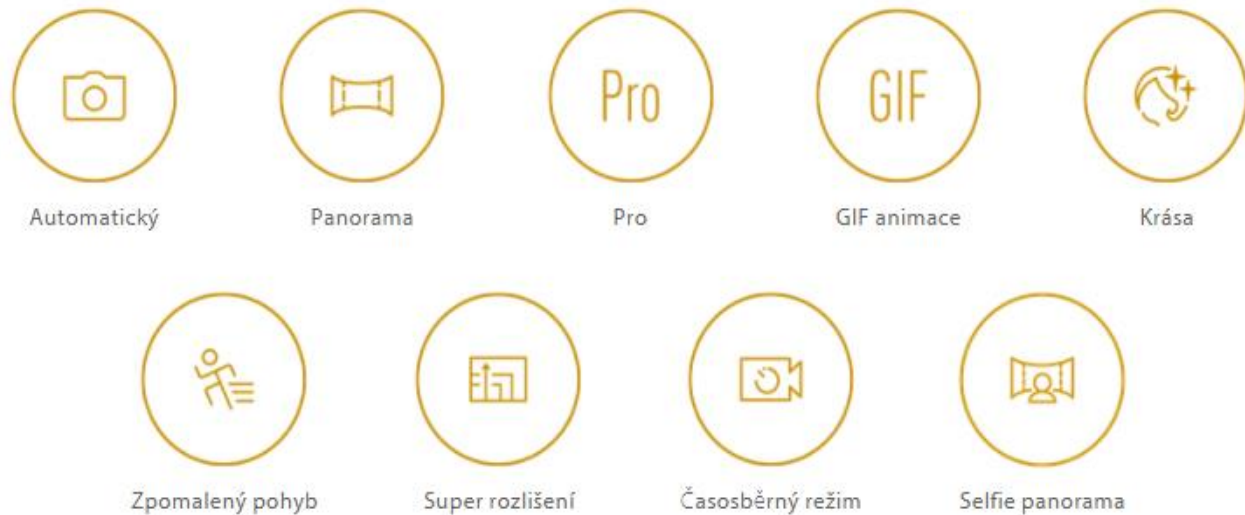 Pro
GIF
Automatický
Panorama
Pro
GIF animace
Krása
Zpomalený pohyb
Super rozlišení
Časosběrný režim
Selfie panorama